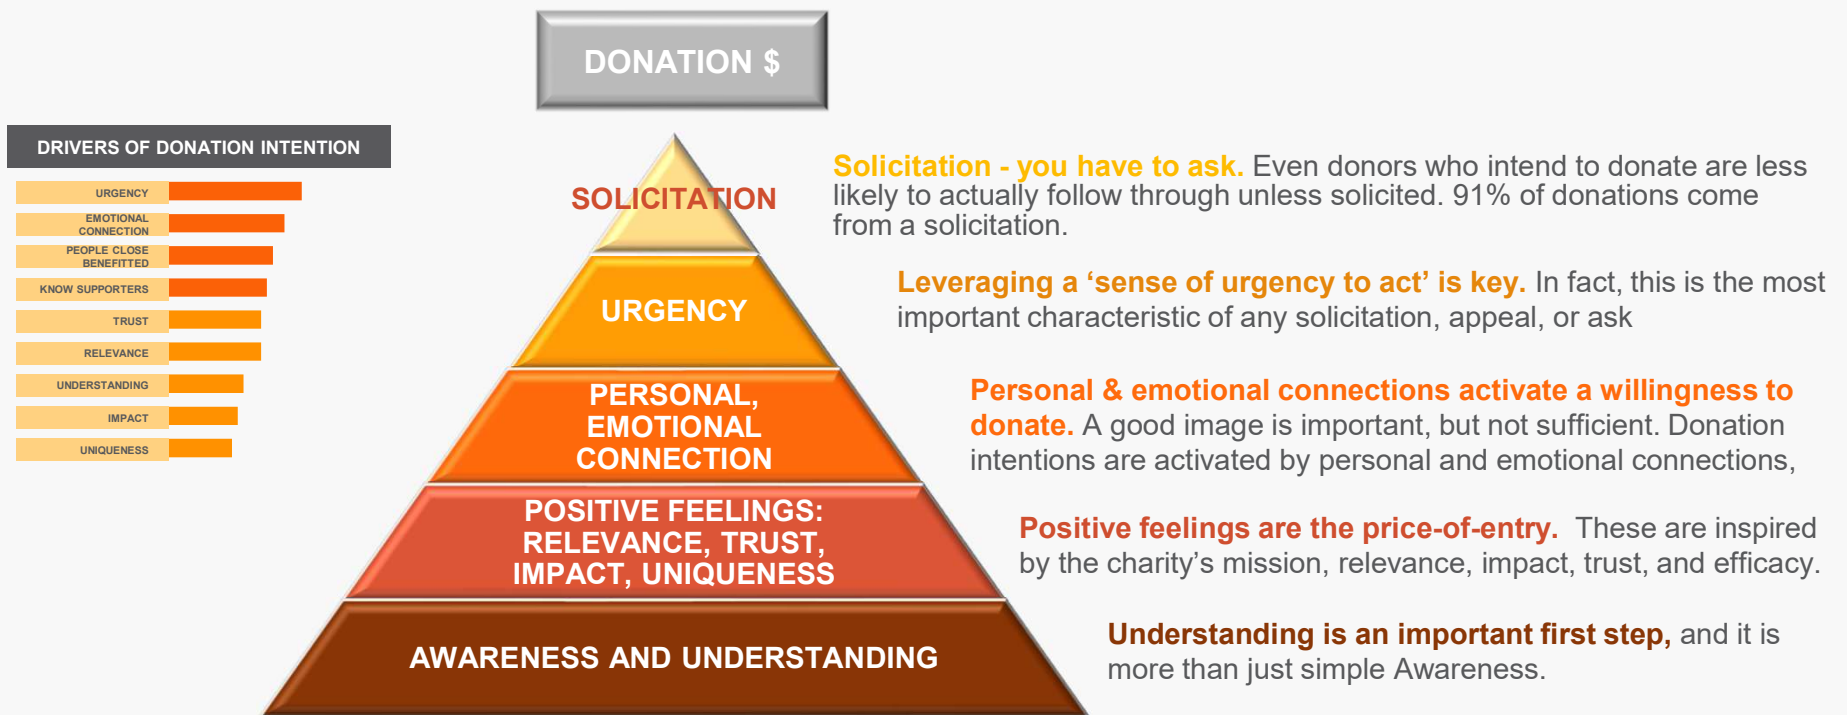 DONATION $
DRIVERS OF DONATION INTENTION
URGENCY
EMOTIONAL
CONNECTION
PEOPLE CLOSE
BENEFITTED
KNOW SUPPORTERS
TRUST
RELEVANCE
UNDERSTANDING
IMPACT
UNIQUENESS
SOLICITATION
URGENCY
PERSONAL,
EMOTIONAL
CONNECTION
POSITIVE FEELINGS:
RELEVANCE, TRUST,
IMPACT, UNIQUENESS
AWARENESS AND UNDERSTANDING
Solicitation - you have to ask. Even donors who intend to donate are less
likely to actually follow through unless solicited. 91% of donations come
from a solicitation.
Leveraging a ‘sense of urgency to act’ is key. In fact, this is the most
important characteristic of any solicitation, appeal, or ask
Personal & emotional connections activate a willingness to
donate. A good image is important, but not sufficient. Donation
intentions are activated by personal and emotional connections,
Positive feelings are the price-of-entry. These are inspired
by the charity’s mission, relevance, impact, trust, and efficacy.
Understanding is an important first step, and it is
more than just simple Awareness.